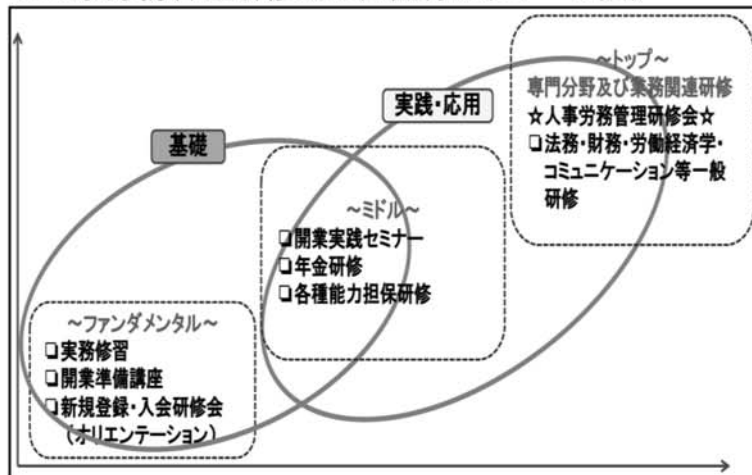 基礎
実践・応用
～トップ～
専門分野及び業務関連研修
☆人事労務管理研修会☆
❏法務・財務・労働経済学・
コミュニケーション等一般
研修
～ミドル～
❏開業実践セミナー
❏年金研修
❏各種能力担保研修
～ファンダメンタル～
❏実務修習
❏開業準備講座
❏新規登録・入会研修会
（オリエンテーション）